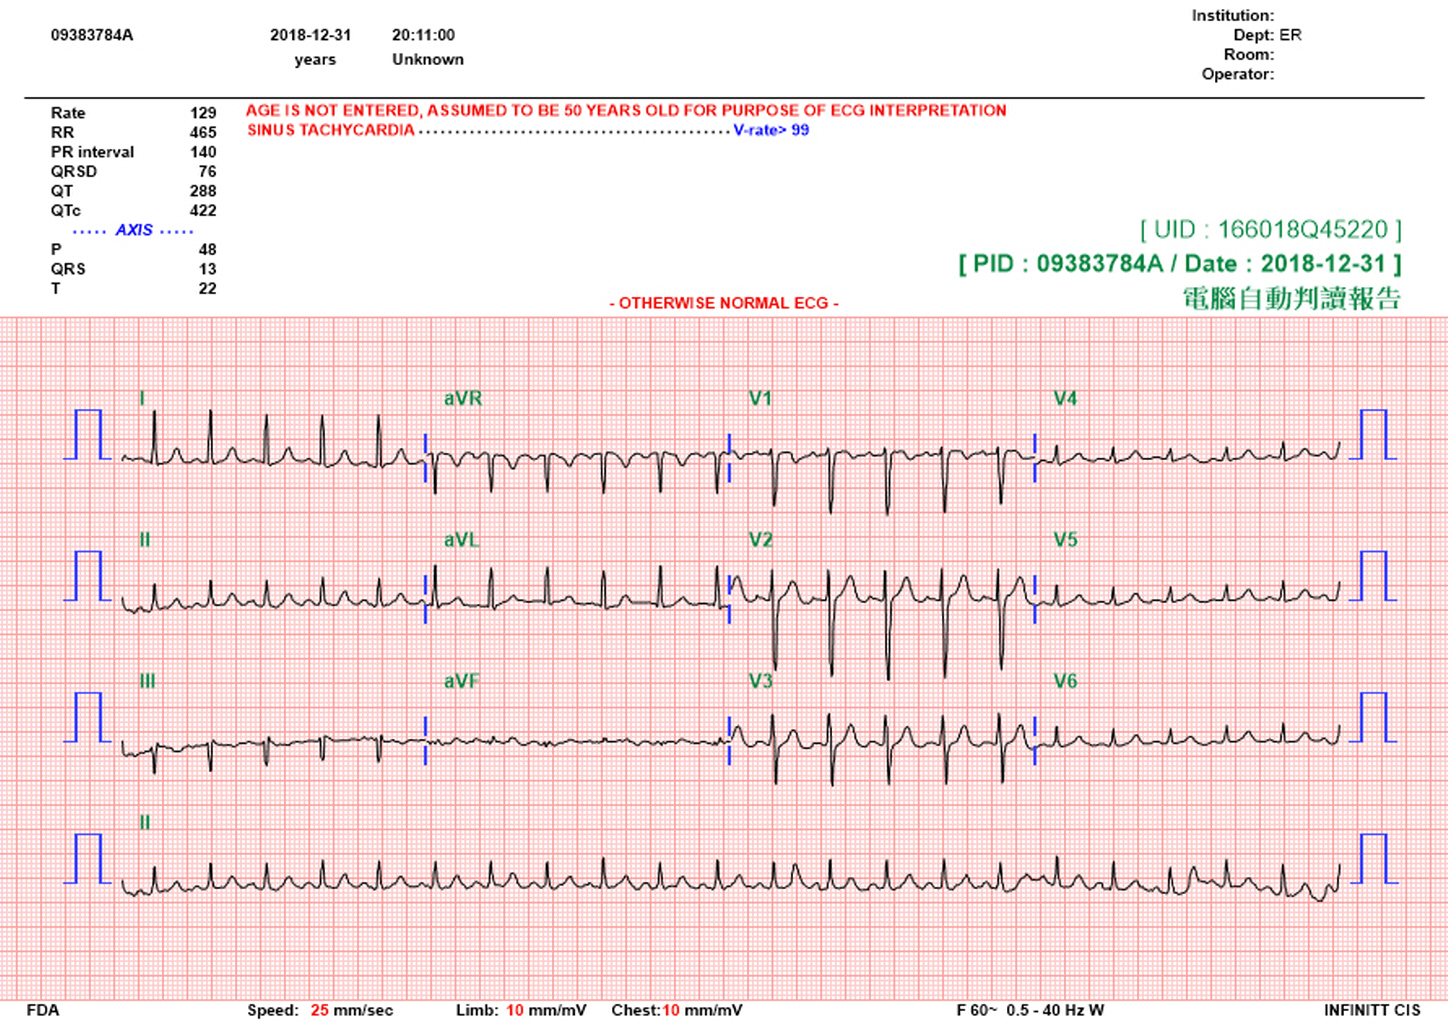 Institution:
09383784A 2018-12-31 20:11:00 Dept: ER
years Unknown Room:
Operator:
Rate 129 AGE IS NOT ENTERED, ASSUMED TO BE 50 YEARS OLD FOR PURPOSE OF ECG INTERPRETATION
RR 465 SINUS TACHYCARDIA ....................................... V-rate> 99
PR interval 140
QRSD 76
QT 288
QTc 422
..... AXIS .....
P 48
QRS 13
T 22
[ UID : 166018Q45220 ]
[ PID : 09383784A / Date : 2018-12-31 ]
電腦自動判讀報告
- OTHERWISE NORMAL ECG -
I aVR V1 V4
II aVL V2 V5
III aVF V3 V6
II
FDA Speed: 25 mm/sec Limb: 10 mm/mV Chest:10 mm/mV F 60~ 0.5 - 40 Hz W INFINITT CIS